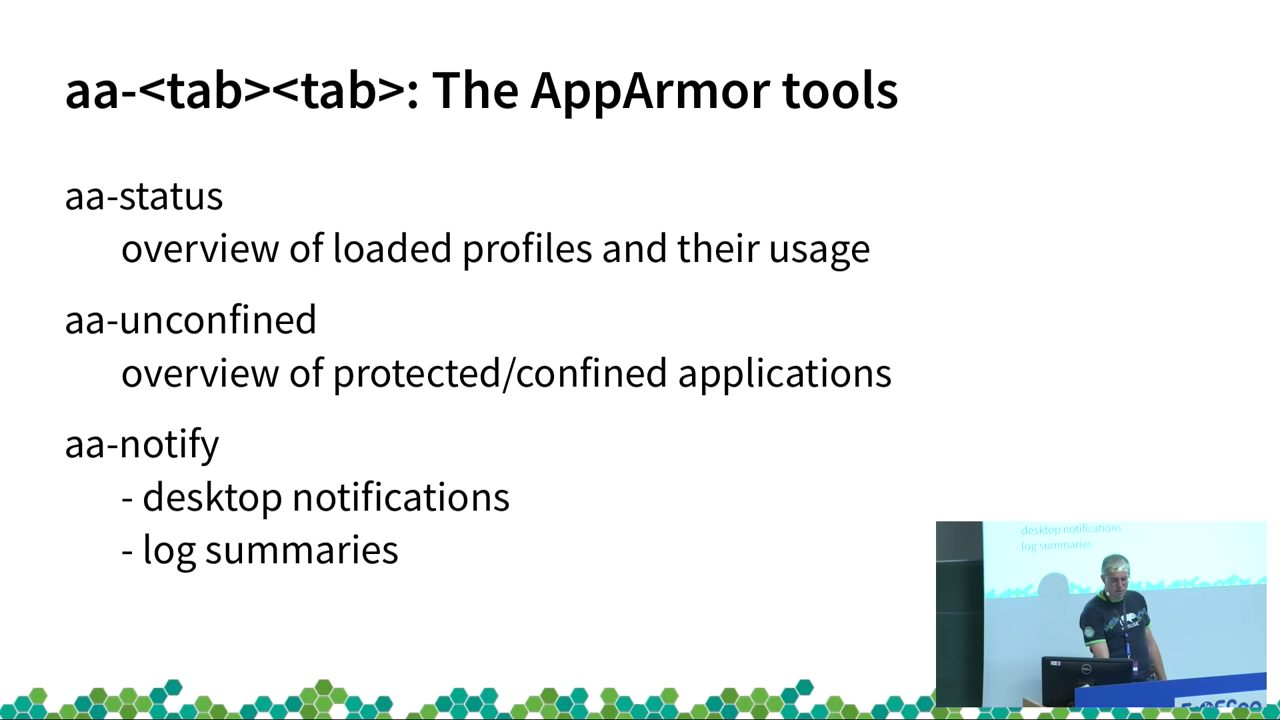 aa-<tab><tab>: The AppArmor tools
aa-status
overview of loaded profiles and their usage
aa-unconfined
overview of protected/confined applications
aa-notify
- desktop notifications
- log summaries
desktop notifications
log summaries
DELL